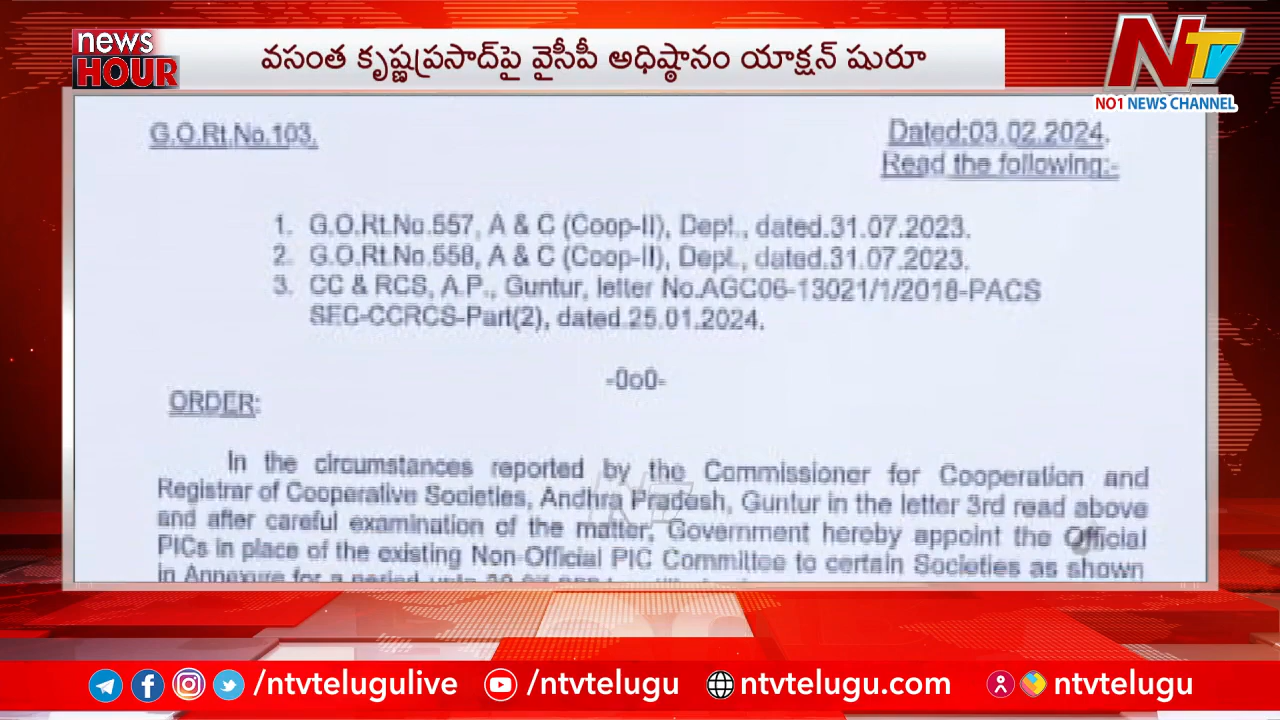 news
HOUR
వసంత కృష్ణప్రసాద్‌పై వైసీపీ అధిష్ఠానం యాక్షన్ షురూ
NTV
NO1 NEWS CHANNEL
G.O.Rt.No.103.
Dated:03.02.2024.
Read the following:-
1. G.O.Rt.No.557, A & C (Coop-II), Dept., dated.31.07.2023.
2. G.O.Rt.No.558, A & C (Coop-II), Dept., dated.31.07.2023.
3. CC & RCS, A.P., Guntur, letter No.AGC06-13021/1/2018-PACS
SEC-CCRCS-Part(2), dated.25.01.2024.
-0o0-
ORDER:
In the circumstances reported by the Commissioner for Cooperation and
Registrar of Cooperative Societies, Andhra Pradesh, Guntur in the letter 3rd read above
and after careful examination of the matter, Government hereby appoint the Official
PICs in place of the existing Non-Official PIC Committee to certain Societies as shown
in Annexure for a period upto
/ntvtelugulive
/ntvtelugu
ntvtelugu.com
ntvtelugu